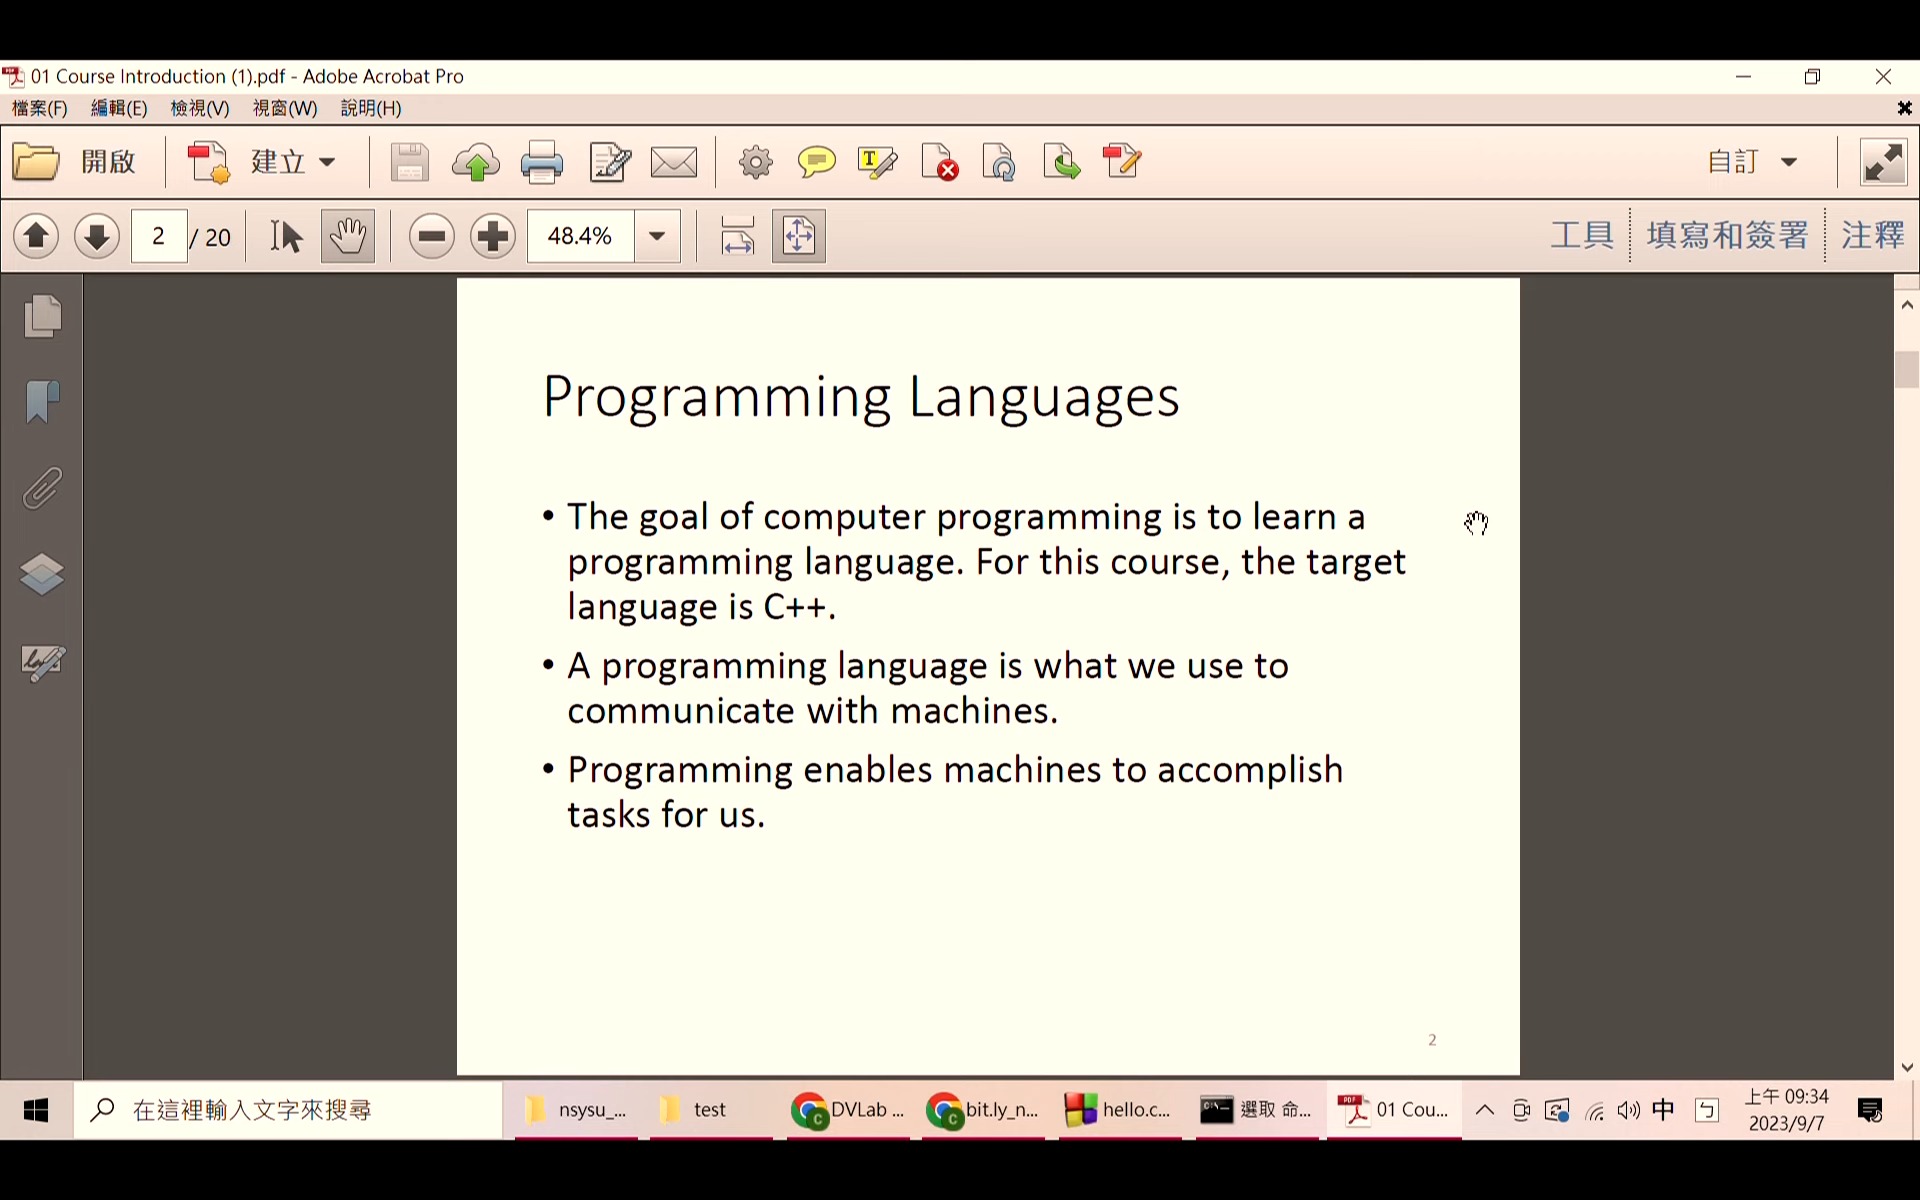 01 Course Introduction (1).pdf - Adobe Acrobat Pro
檔案(F) 編輯(E) 檢視(V) 視窗(W) 說明(H)
開啟 建立 自訂
2 / 20 48.4% 工具 填寫和簽署 注釋
Programming Languages
• The goal of computer programming is to learn a
programming language. For this course, the target
language is C++.
• A programming language is what we use to
communicate with machines.
• Programming enables machines to accomplish
tasks for us.
2
在這裡輸入文字來搜尋 nsysu_... test DVLab ... bit.ly_n... hello.c... 選取 命... 01 Cou... 中 ㄅ 上午 09:34
2023/9/7